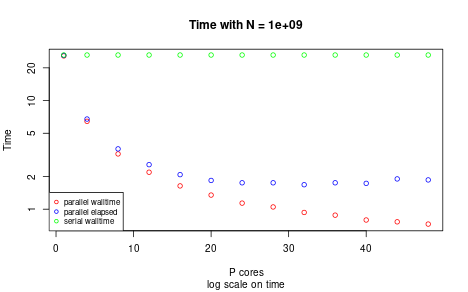 Time with N = 1e+09
Time
20
10
5
2
1
parallel walltime
parallel elapsed
serial walltime
0 10 20 30 40
P cores
log scale on time